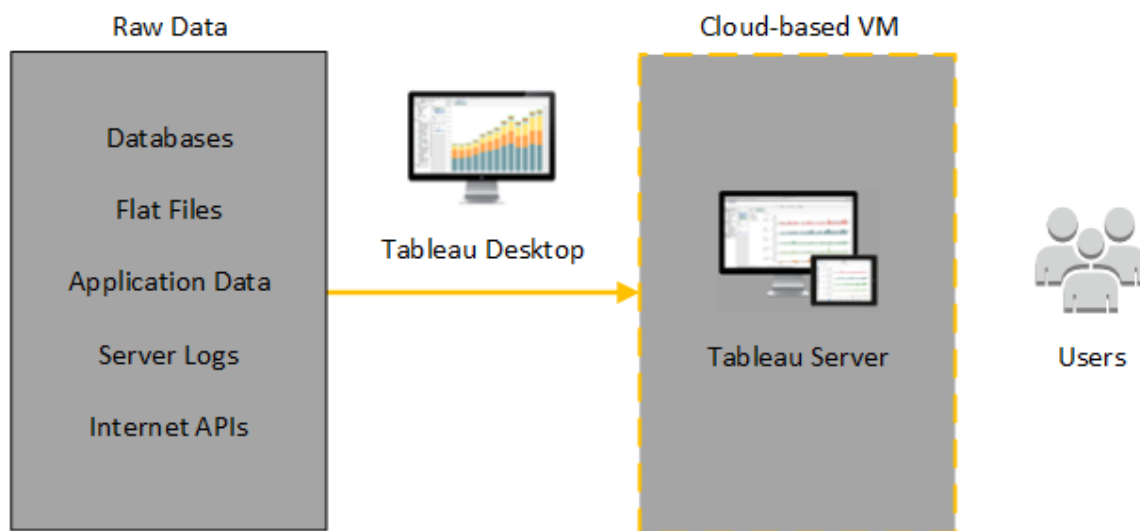 Raw Data
Databases
Flat Files
Application Data
Server Logs
Internet APIs
Tableau Desktop
Cloud-based VM
Tableau Server
Users